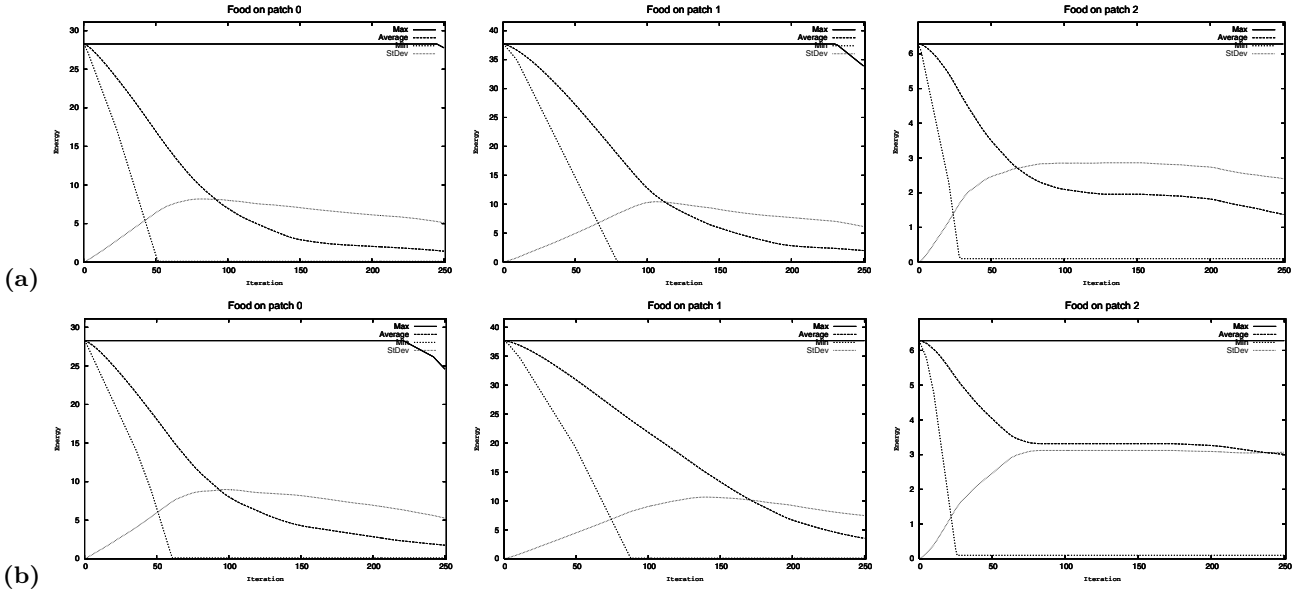 Food on patch 0
Food on patch 1
Food on patch 2
30
25
20
15
10
5
0
Energy
0
50
100
150
200
250
Iteration
Max
Average
Min
StDev
40
35
30
25
20
15
10
5
0
Energy
0
50
100
150
200
250
Iteration
Max
Average
Min
StDev
6
5
4
3
2
1
0
Energy
0
50
100
150
200
250
Iteration
Max
Average
Min
StDev
(a)
Food on patch 0
Food on patch 1
Food on patch 2
30
25
20
15
10
5
0
Energy
0
50
100
150
200
250
Iteration
Max
Average
Min
StDev
40
35
30
25
20
15
10
5
0
Energy
0
50
100
150
200
250
Iteration
Max
Average
Min
StDev
6
5
4
3
2
1
0
Energy
0
50
100
150
200
250
Iteration
Max
Average
Min
StDev
(b)